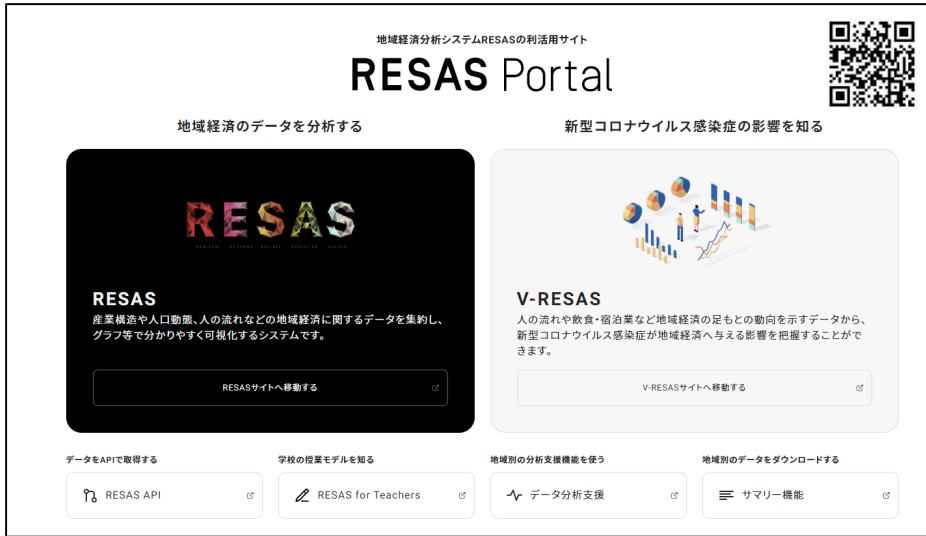 地域経済分析システムRESASの利活用サイト
RESAS Portal
地域経済のデータを分析する
新型コロナウイルス感染症の影響を知る
RESAS
Regional Economy Society Analyzing System
RESAS
産業構造や人口動態、人の流れなどの地域経済に関するデータを集約し、
グラフ等で分かりやすく可視化するシステムです。
RESASサイトへ移動する
V-RESAS
人の流れや飲食・宿泊業など地域経済の足もとの動向を示すデータから、
新型コロナウイルス感染症が地域経済へ与える影響を把握することがで
きます。
V-RESASサイトへ移動する
データをAPIで取得する
学校の授業モデルを知る
地域別の分析支援機能を使う
地域別のデータをダウンロードする
RESAS API
RESAS for Teachers
データ分析支援
サマリー機能